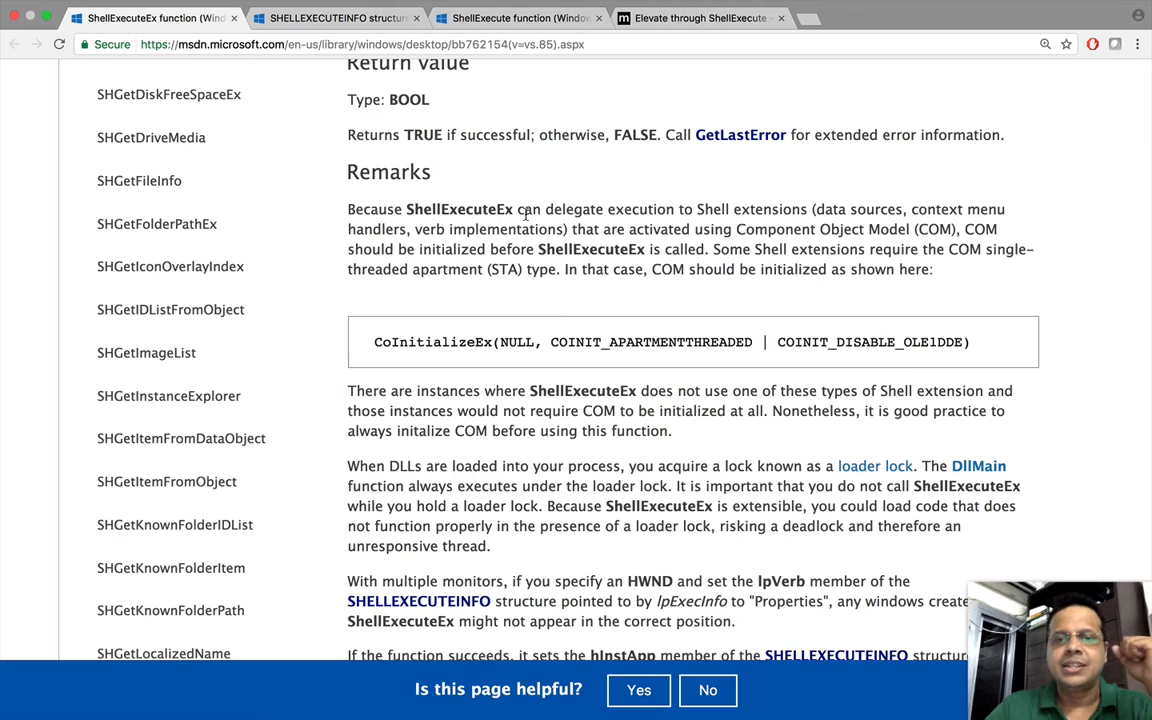 ShellExecuteEx function (Wind
SHELLEXECUTEINFO structure
ShellExecute function (Window
m Elevate through ShellExecute -
Secure https://msdn.microsoft.com/en-us/library/windows/desktop/bb762154(v=vs.85).aspx
SHGetDiskFreeSpaceEx
SHGetDriveMedia
SHGetFileInfo
SHGetFolderPathEx
SHGetIconOverlayIndex
SHGetIDListFromObject
SHGetImageList
SHGetInstanceExplorer
SHGetItemFromDataObject
SHGetItemFromObject
SHGetKnownFolderIDList
SHGetKnownFolderItem
SHGetKnownFolderPath
SHGetLocalizedName
Return value
Type: BOOL
Returns TRUE if successful; otherwise, FALSE. Call GetLastError for extended error information.
Remarks
Because ShellExecuteEx can delegate execution to Shell extensions (data sources, context menu
handlers, verb implementations) that are activated using Component Object Model (COM), COM
should be initialized before ShellExecuteEx is called. Some Shell extensions require the COM single-
threaded apartment (STA) type. In that case, COM should be initialized as shown here:
CoInitializeEx(NULL, COINIT_APARTMENTTHREADED | COINIT_DISABLE_OLE1DDE)
There are instances where ShellExecuteEx does not use one of these types of Shell extension and
those instances would not require COM to be initialized at all. Nonetheless, it is good practice to
always initalize COM before using this function.
When DLLs are loaded into your process, you acquire a lock known as a loader lock. The DllMain
function always executes under the loader lock. It is important that you do not call ShellExecuteEx
while you hold a loader lock. Because ShellExecuteEx is extensible, you could load code that does
not function properly in the presence of a loader lock, risking a deadlock and therefore an
unresponsive thread.
With multiple monitors, if you specify an HWND and set the lpVerb member of the
SHELLEXECUTEINFO structure pointed to by lpExecInfo to "Properties", any windows create
ShellExecuteEx might not appear in the correct position.
If the function succeeds, it sets the hInstApp member of the SHELLEXECUTEINFO structur
Is this page helpful? Yes No